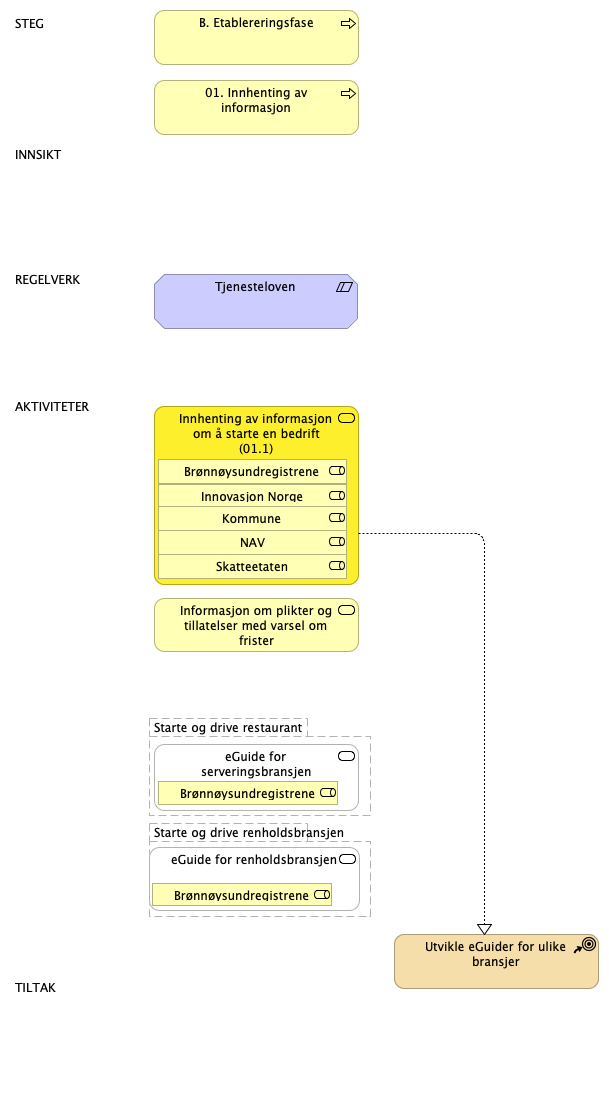 STEG
B. Etablereringsfase
01. Innhenting av
informasjon
INNSIKT
REGELVERK
Tjenesteloven
AKTIVITETER
Innhenting av informasjon
om å starte en bedrift
(01.1)
Brønnøysundregistrene
Innovasjon Norge
Kommune
NAV
Skatteetaten
Informasjon om plikter og
tillatelser med varsel om
frister
Starte og drive restaurant
eGuide for
serveringsbransjen
Brønnøysundregistrene
Starte og drive renholdsbransjen
eGuide for renholdsbransjen
Brønnøysundregistrene
Utvikle eGuider for ulike
bransjer
TILTAK